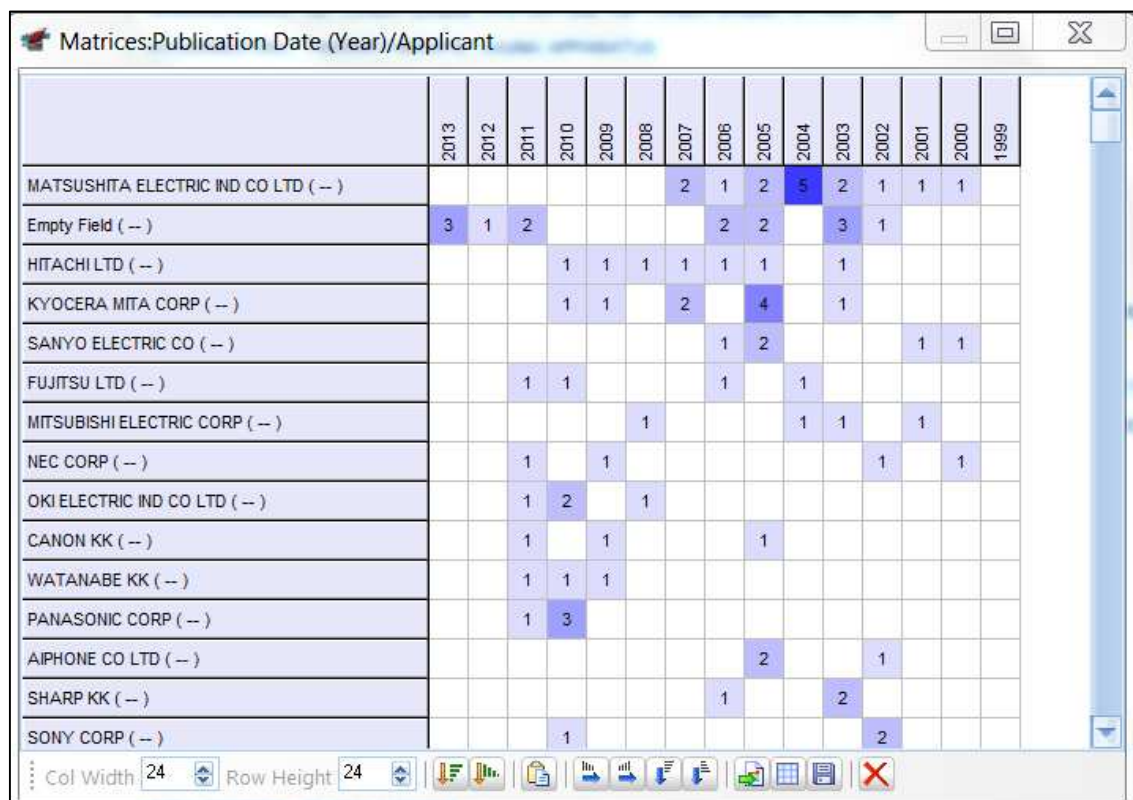 Matrices:Publication Date (Year)/Applicant
2013 2012 2011 2010 2009 2008 2007 2006 2005 2004 2003 2002 2001 2000 1999
MATSUSHITA ELECTRIC IND CO LTD ( -- ) 2 1 2 5 2 1 1 1
Empty Field ( -- ) 3 1 2 2 2 3 1
HITACHI LTD ( -- ) 1 1 1 1 1 1 1
KYOCERA MITA CORP ( -- ) 1 1 2 4 1
SANYO ELECTRIC CO ( -- ) 1 2 1 1
FUJITSU LTD ( -- ) 1 1 1 1
MITSUBISHI ELECTRIC CORP ( -- ) 1 1 1 1
NEC CORP ( -- ) 1 1 1 1
OKI ELECTRIC IND CO LTD ( -- ) 1 2 1
CANON KK ( -- ) 1 1 1
WATANABE KK ( -- ) 1 1 1
PANASONIC CORP ( -- ) 1 3
AIPHONE CO LTD ( -- ) 2 1
SHARP KK ( -- ) 1 2
SONY CORP ( -- ) 1 2
Col Width 24 Row Height 24